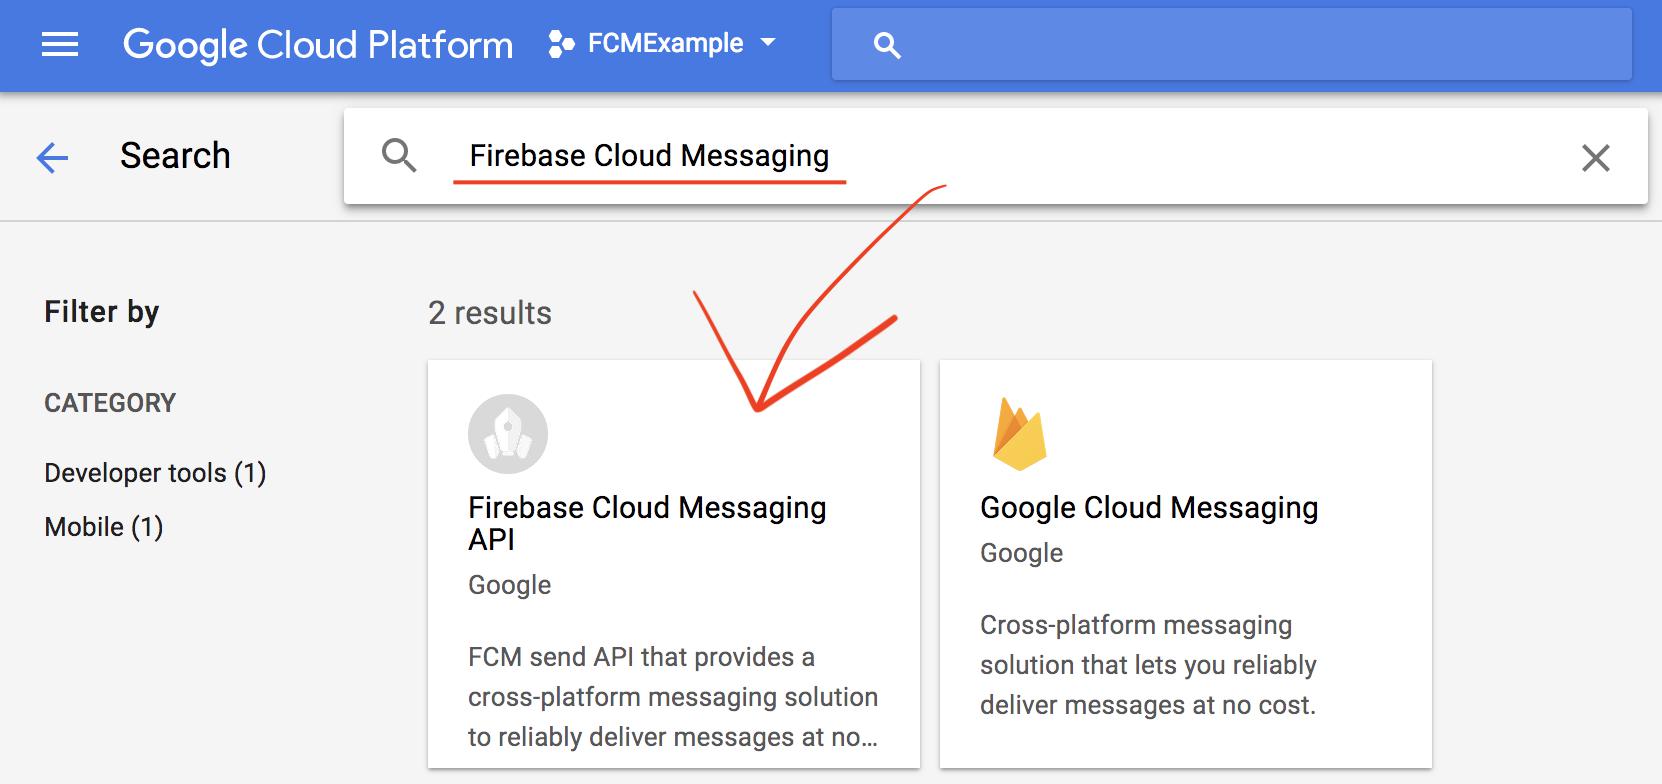 Google Cloud Platform
FCMExample
Search
Firebase Cloud Messaging
Filter by
CATEGORY
Developer tools (1)
Mobile (1)
2 results
Firebase Cloud Messaging
API
Google
FCM send API that provides a
cross-platform messaging solution
to reliably deliver messages at no...
Google Cloud Messaging
Google
Cross-platform messaging
solution that lets you reliably
deliver messages at no cost.